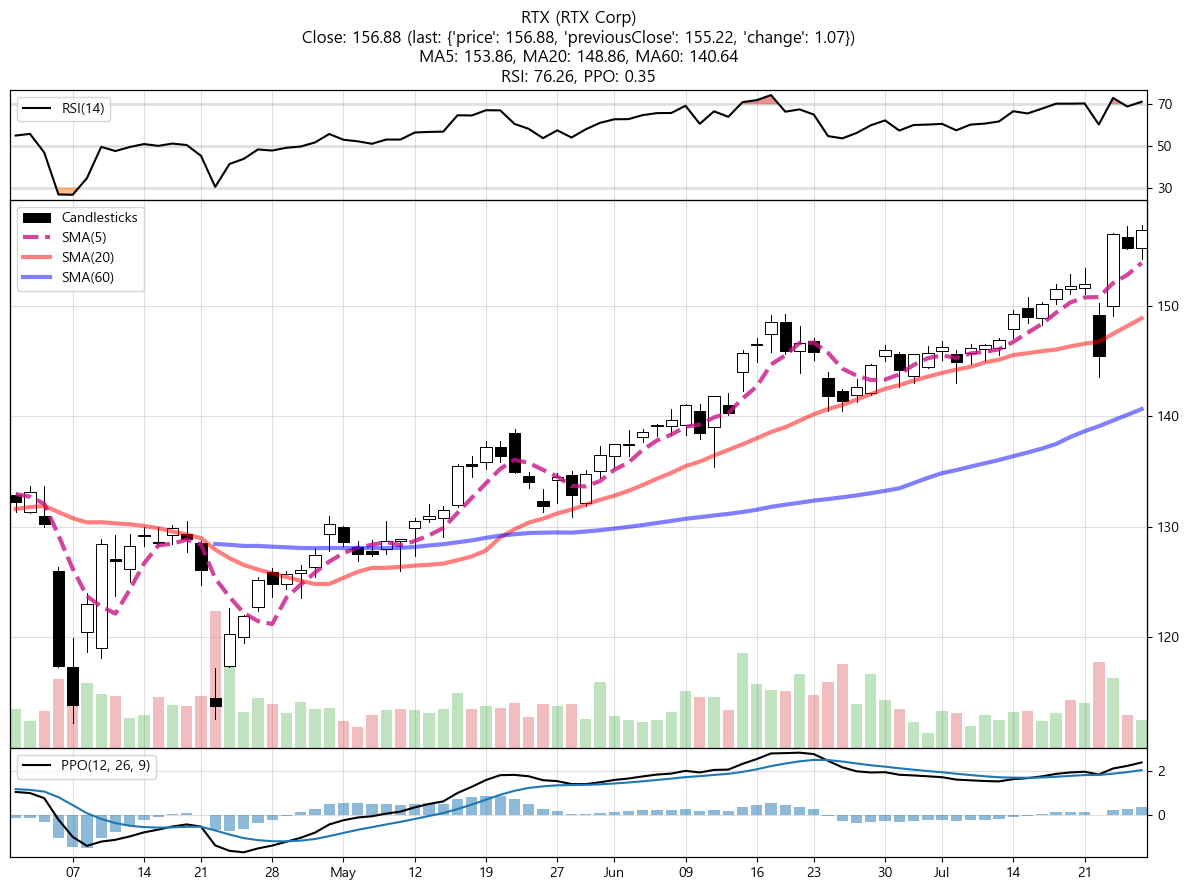 RTX (RTX Corp)
Close: 156.88 (last: {'price': 156.88, 'previousClose': 155.22, 'change': 1.07})
MA5: 153.86, MA20: 148.86, MA60: 140.64
RSI: 76.26, PPO: 0.35
RSI(14)
70
50
30
Candlesticks
SMA(5)
SMA(20)
SMA(60)
150
140
130
120
PPO(12, 26, 9)
2
0
07 14 21 28 May 12 19 27 Jun 09 16 23 30 Jul 14 21